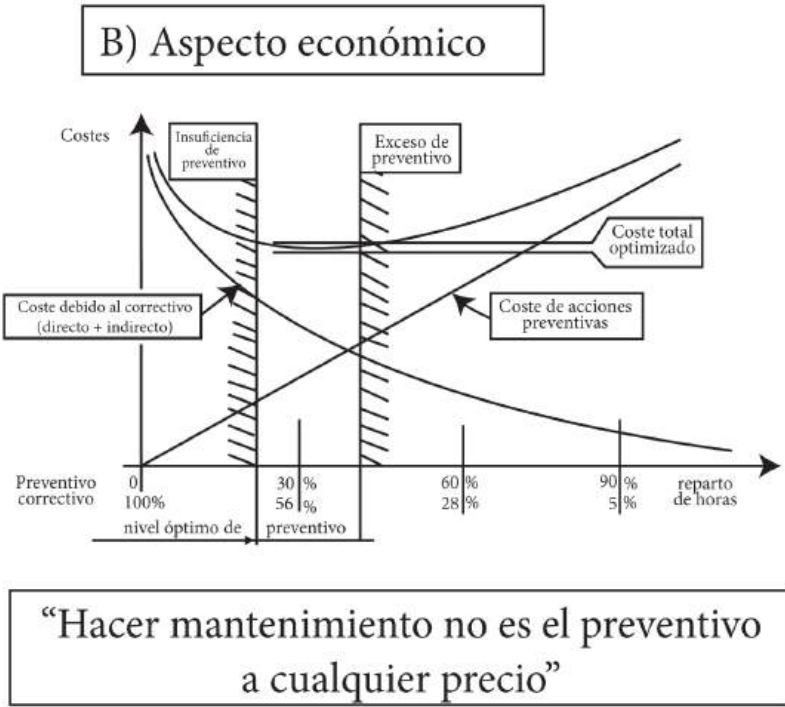 B) Aspecto económico
Costes
Insuficiencia
de
preventivo
Exceso de
preventivo
Coste total
optimizado
Coste debido al correctivo
(directo + indirecto)
Coste de acciones
preventivas
Preventivo
correctivo
0
100%
30 %
56 %
60 %
28 %
90 %
5 %
reparto
de horas
nivel óptimo de preventivo
“Hacer mantenimiento no es el preventivo
a cualquier precio”